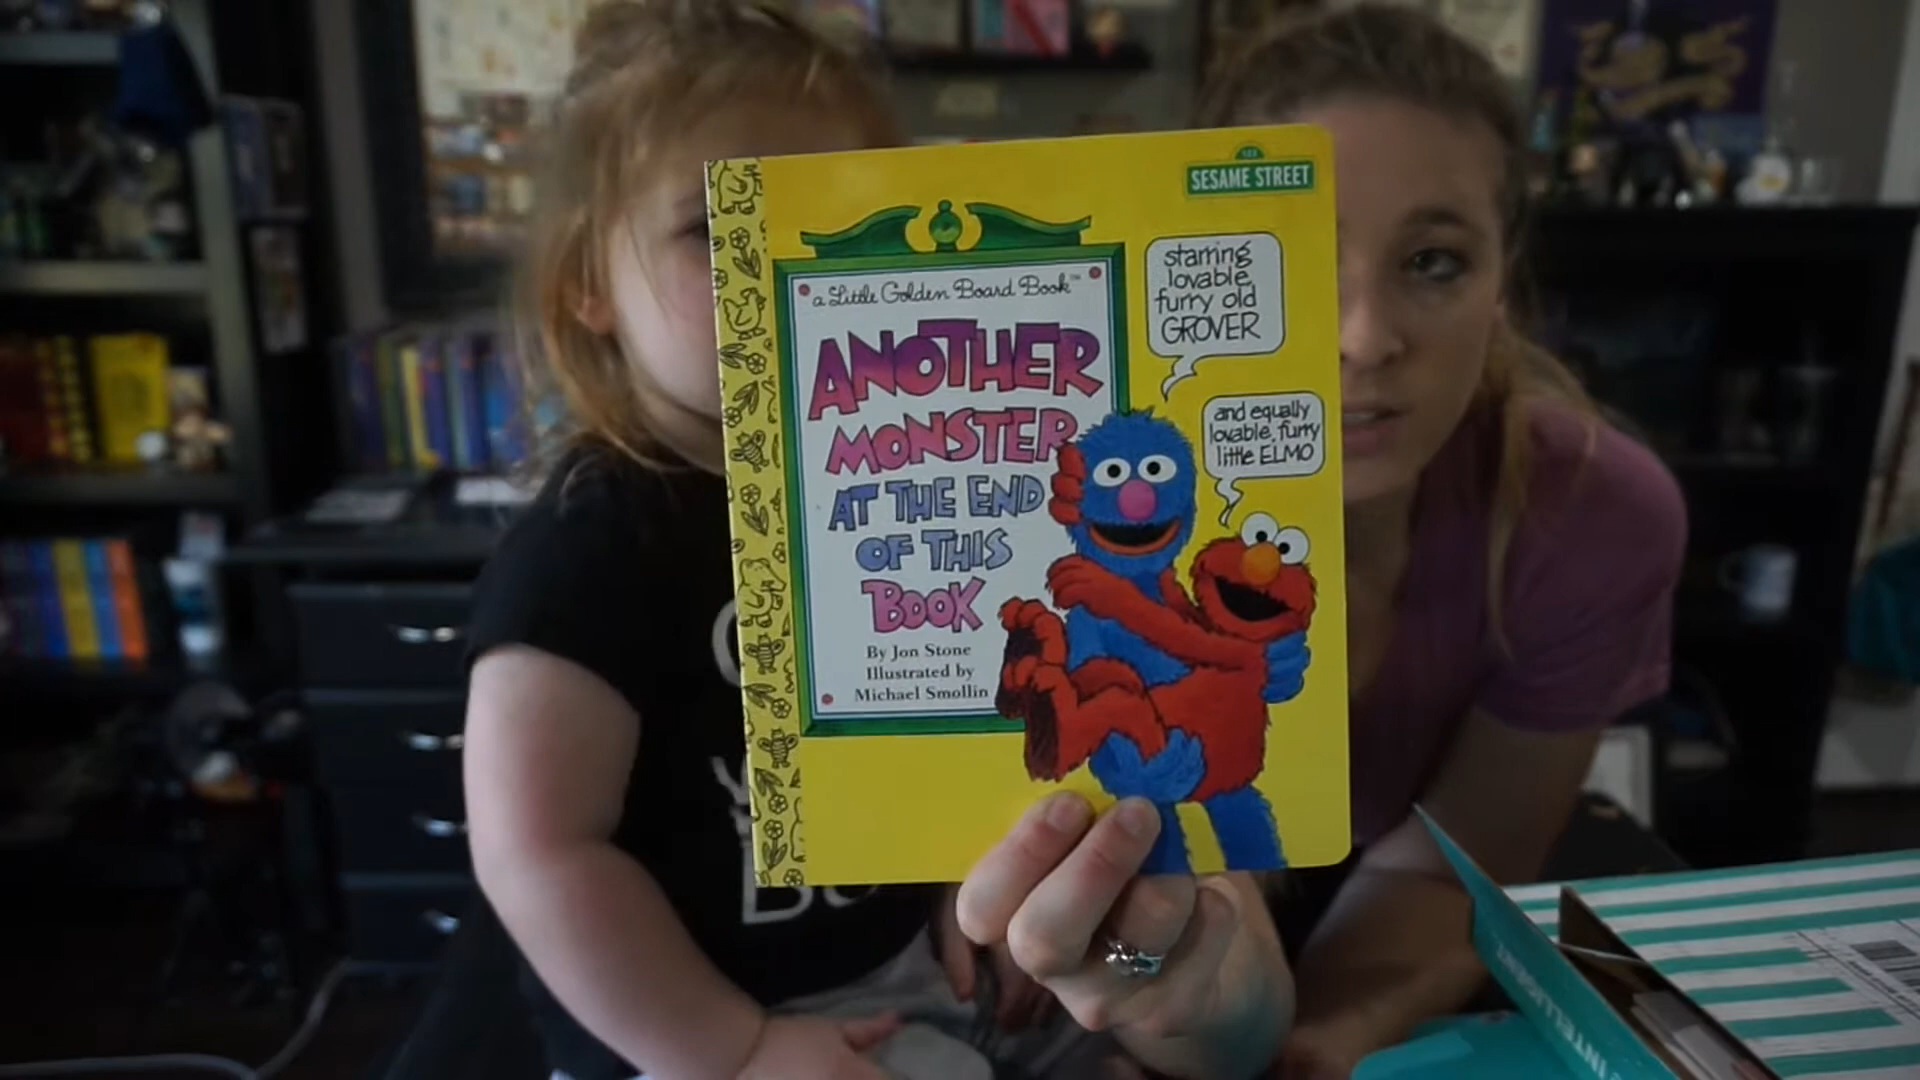 123
SESAME STREET
a Little Golden Board Book™
ANOTHER
MONSTER
AT THE END
OF THIS
BOOK
By Jon Stone
Illustrated by
Michael Smollin
starring
lovable,
furry old
GROVER
and equally
lovable, furry
little ELMO